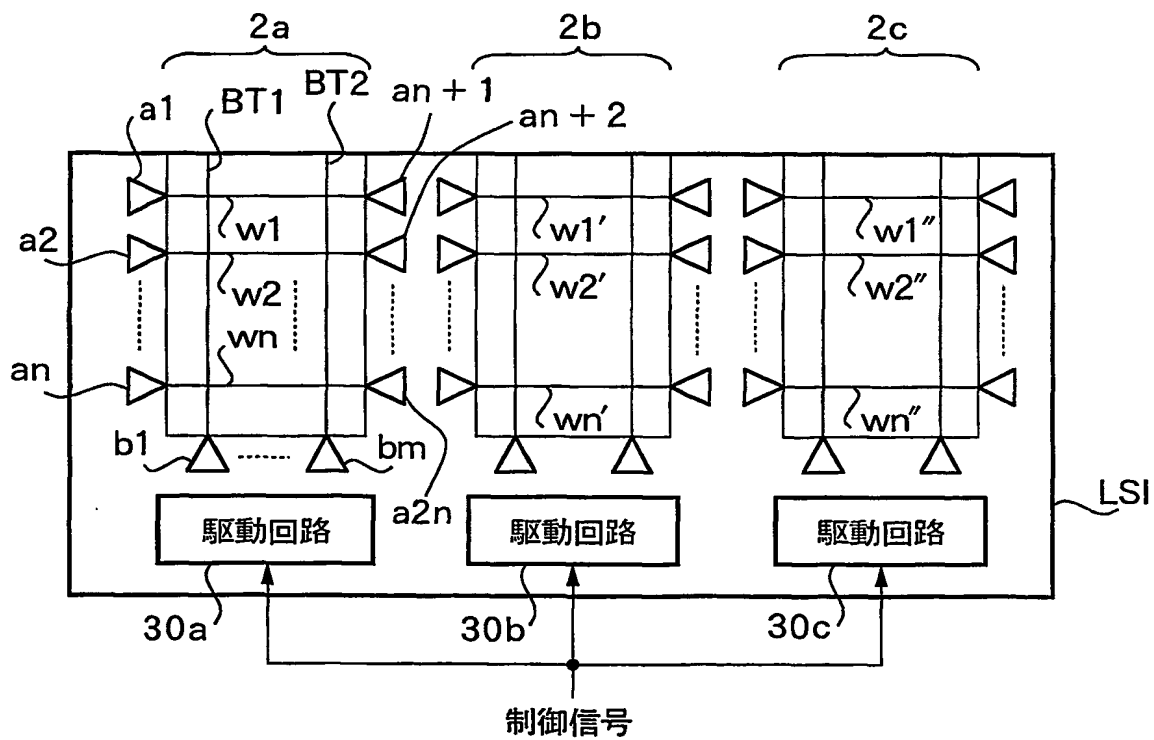 2a
2b
2c
a1
BT1
BT2
an + 1
an + 2
a2
w1
w1′
w1″
w2
w2′
w2″
wn
an
wn′
wn″
b1
bm
a2n
LSI
駆動回路
駆動回路
駆動回路
30a
30b
30c
制御信号